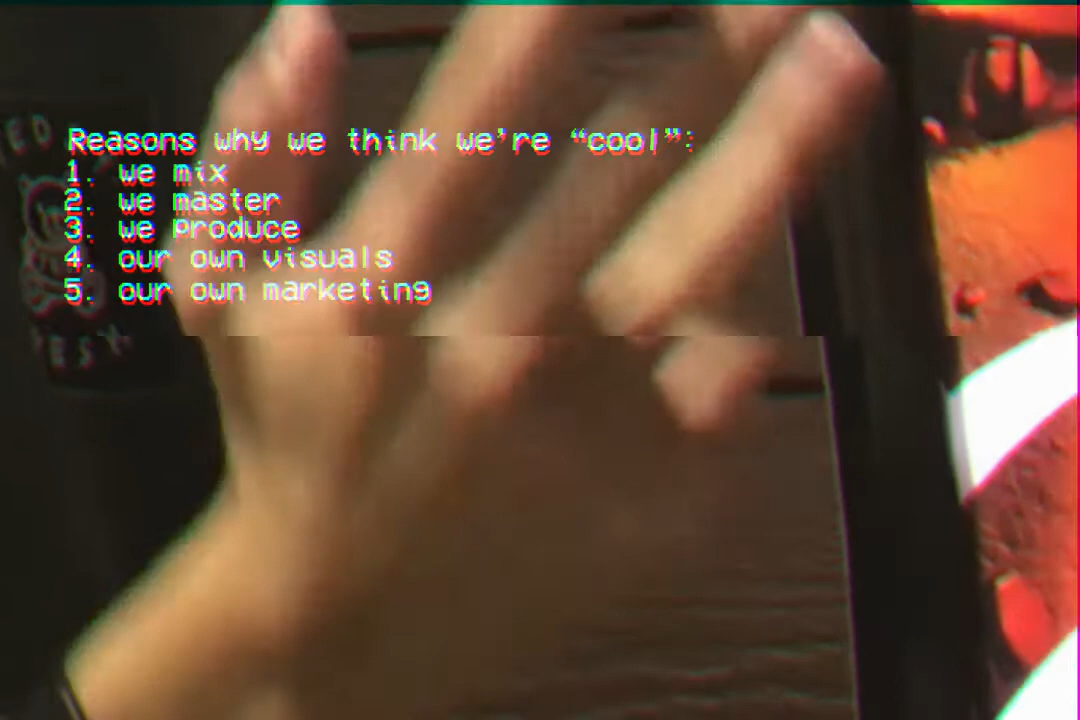 Reasons why we think we're “cool”:
1. we mix
2. we master
3. we produce
4. our own visuals
5. our own marketing